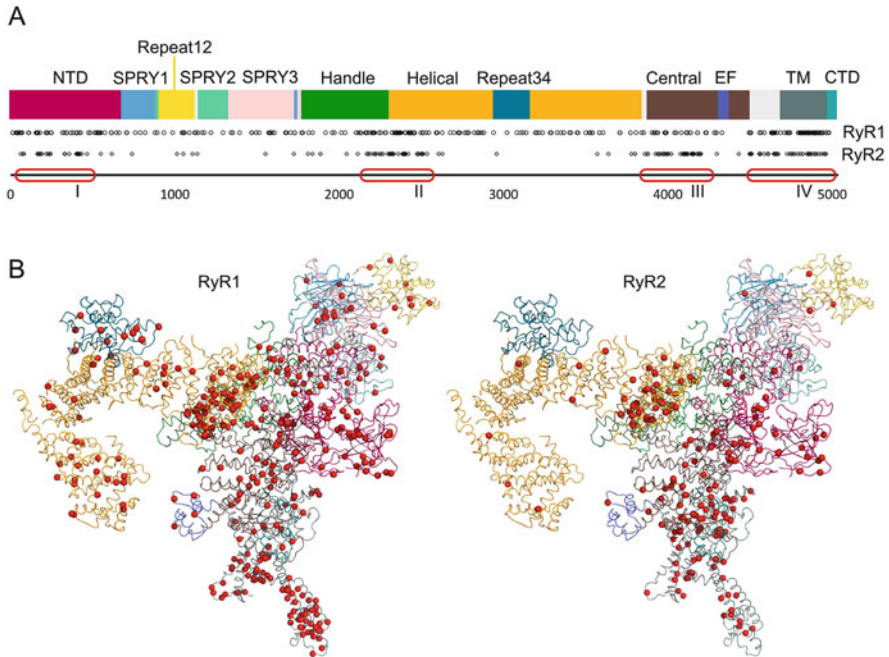 A
Repeat12
NTD SPRY1 SPRY2 SPRY3 Handle Helical Repeat34 Central EF TM CTD
RyR1
RyR2
I II III IV
0 1000 2000 3000 4000 5000
B
RyR1 RyR2